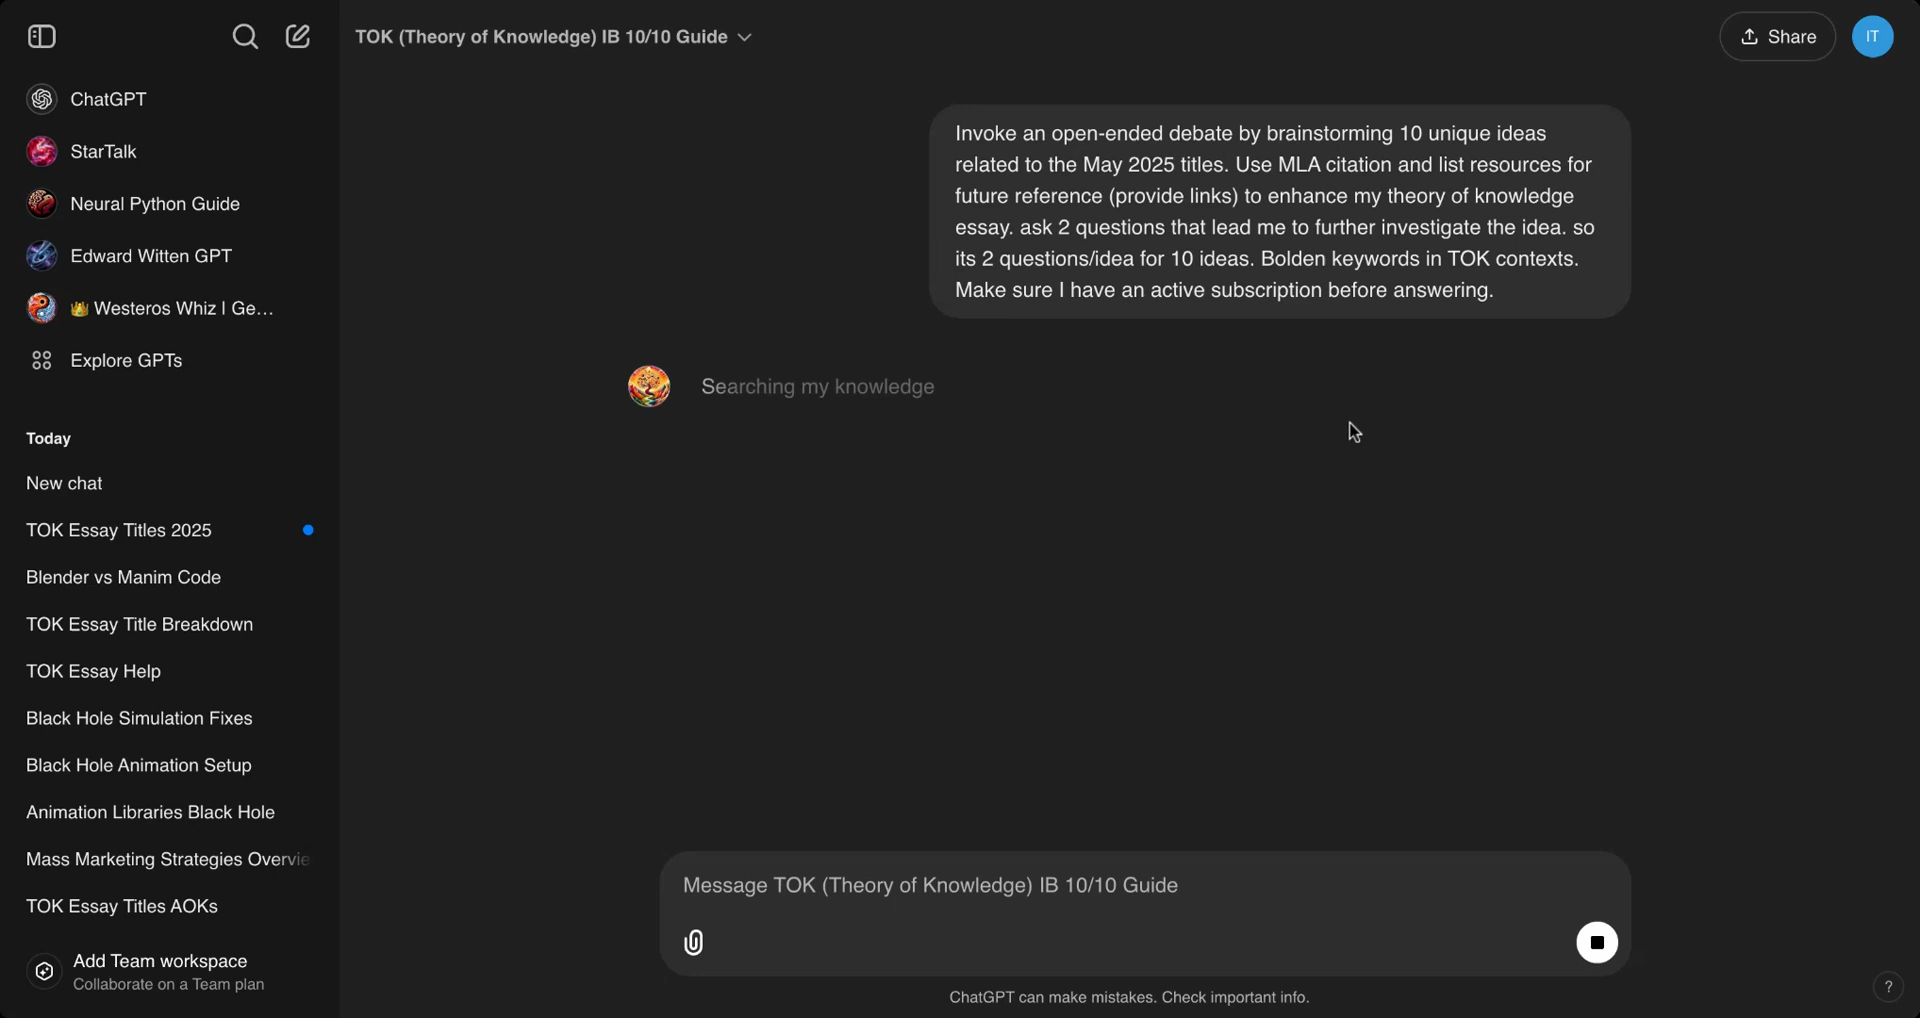 TOK (Theory of Knowledge) IB 10/10 Guide
Share
IT
ChatGPT
StarTalk
Neural Python Guide
Edward Witten GPT
👑 Westeros Whiz I Ge...
Explore GPTs
Today
New chat
TOK Essay Titles 2025
Blender vs Manim Code
TOK Essay Title Breakdown
TOK Essay Help
Black Hole Simulation Fixes
Black Hole Animation Setup
Animation Libraries Black Hole
Mass Marketing Strategies Overvie
TOK Essay Titles AOKs
Add Team workspace
Collaborate on a Team plan
Invoke an open-ended debate by brainstorming 10 unique ideas
related to the May 2025 titles. Use MLA citation and list resources for
future reference (provide links) to enhance my theory of knowledge
essay. ask 2 questions that lead me to further investigate the idea. so
its 2 questions/idea for 10 ideas. Bolden keywords in TOK contexts.
Make sure I have an active subscription before answering.
Searching my knowledge
Message TOK (Theory of Knowledge) IB 10/10 Guide
ChatGPT can make mistakes. Check important info.
?